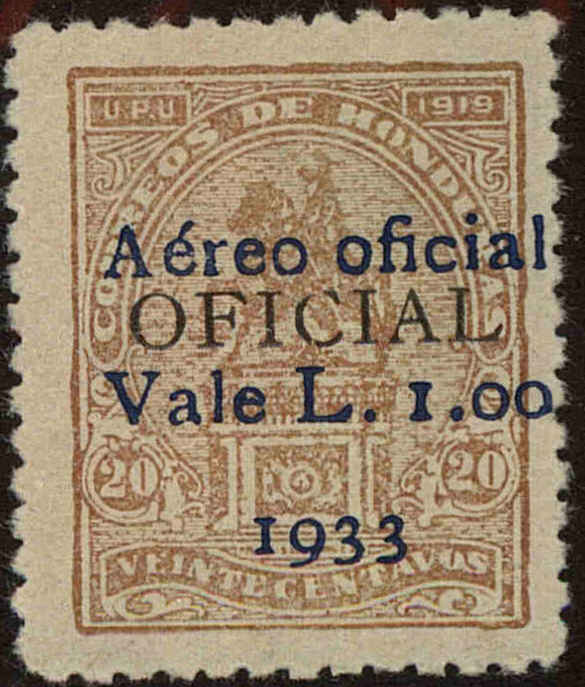 U.P.U 1919
CORREOS DE HONDURAS
Aéreo oficial
OFICIAL
Vale L. 1.00
20 20
1933
VEINTE CENTAVOS